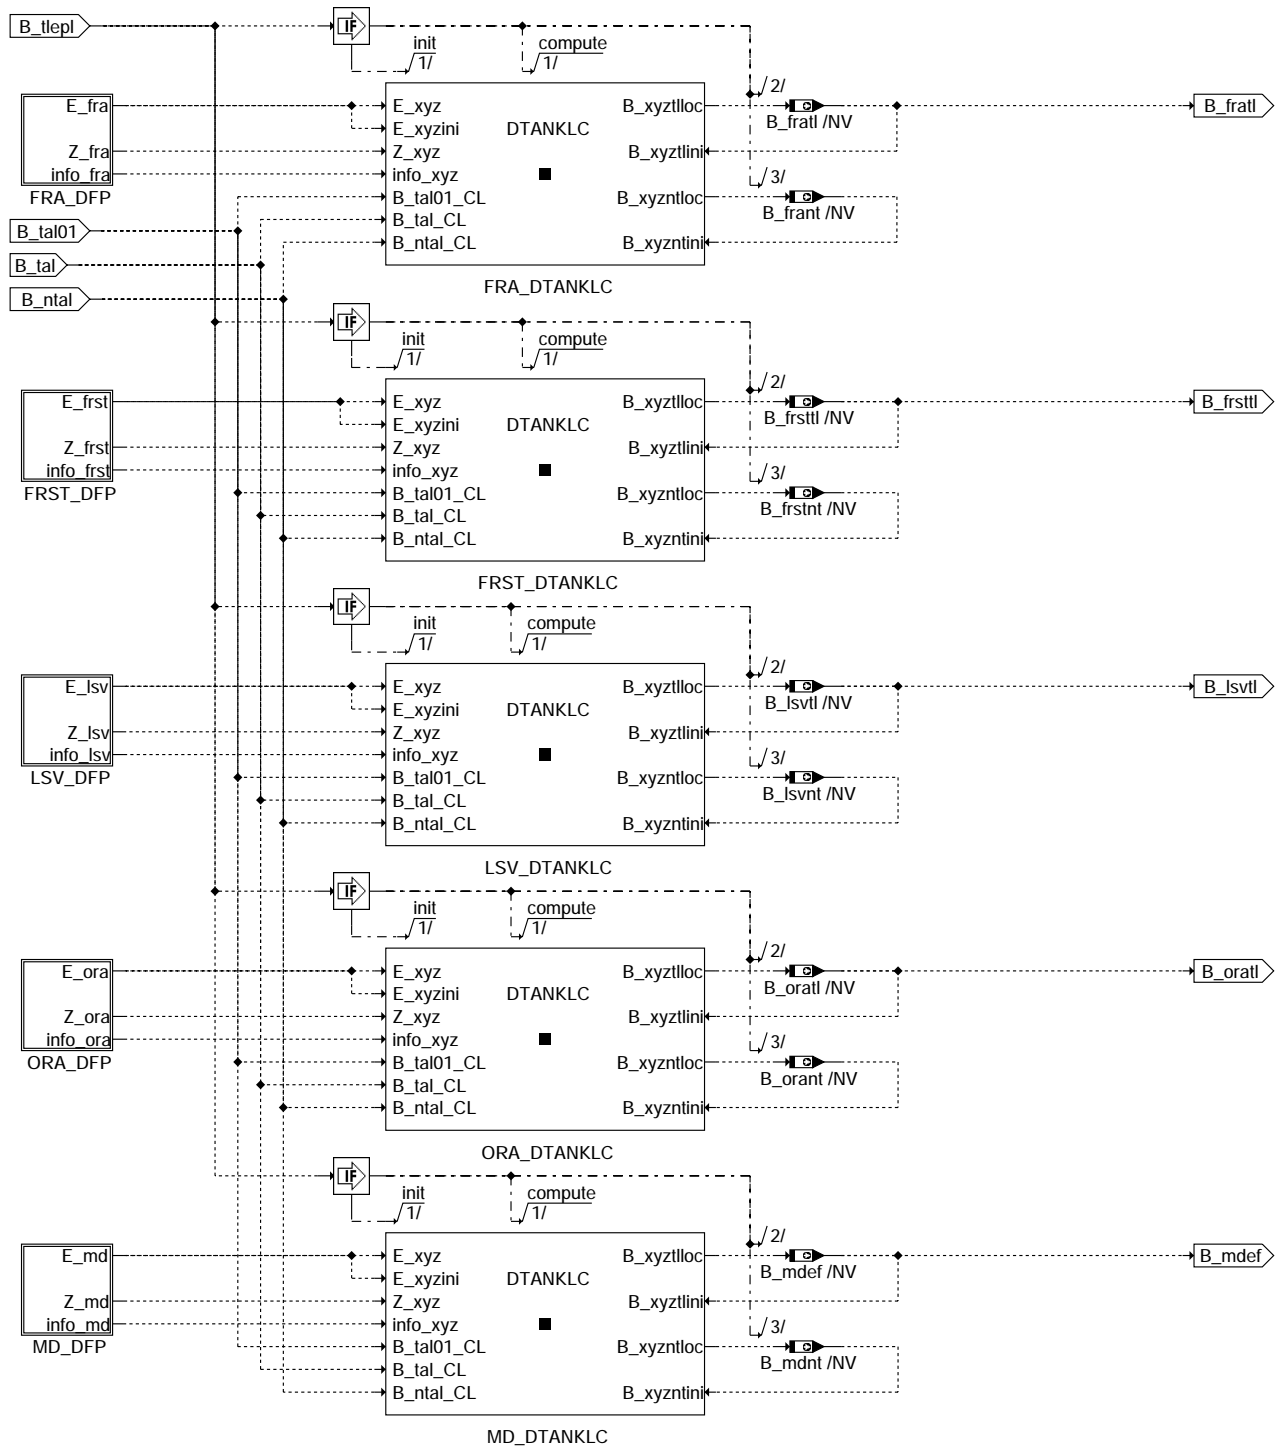 B_tlepl
IF
init
1/
compute
1/
2/
E_fra
Z_fra
info_fra
FRA_DFP
E_xyz
E_xyzini
Z_xyz
info_xyz
B_tal01_CL
B_tal_CL
B_ntal_CL
DTANKLC
B_xyztlloc
B_xyztlini
B_xyzntloc
B_xyzntini
B_fratl /NV
3/
B_frant /NV
B_fratl
B_tal01
B_tal
B_ntal
FRA_DTANKLC
IF
init
1/
compute
1/
2/
E_frst
Z_frst
info_frst
FRST_DFP
E_xyz
E_xyzini
Z_xyz
info_xyz
B_tal01_CL
B_tal_CL
B_ntal_CL
DTANKLC
B_xyztlloc
B_xyztlini
B_xyzntloc
B_xyzntini
B_frsttl /NV
3/
B_frstnt /NV
B_frsttl
FRST_DTANKLC
IF
init
1/
compute
1/
2/
E_lsv
Z_lsv
info_lsv
LSV_DFP
E_xyz
E_xyzini
Z_xyz
info_xyz
B_tal01_CL
B_tal_CL
B_ntal_CL
DTANKLC
B_xyztlloc
B_xyztlini
B_xyzntloc
B_xyzntini
B_lsvtl /NV
3/
B_lsvnt /NV
B_lsvtl
LSV_DTANKLC
IF
init
1/
compute
1/
2/
E_ora
Z_ora
info_ora
ORA_DFP
E_xyz
E_xyzini
Z_xyz
info_xyz
B_tal01_CL
B_tal_CL
B_ntal_CL
DTANKLC
B_xyztlloc
B_xyztlini
B_xyzntloc
B_xyzntini
B_oratl /NV
3/
B_orant /NV
B_oratl
ORA_DTANKLC
IF
init
1/
compute
1/
2/
E_md
Z_md
info_md
MD_DFP
E_xyz
E_xyzini
Z_xyz
info_xyz
B_tal01_CL
B_tal_CL
B_ntal_CL
DTANKLC
B_xyztlloc
B_xyztlini
B_xyzntloc
B_xyzntini
B_mdef /NV
3/
B_mdnt /NV
B_mdef
MD_DTANKLC